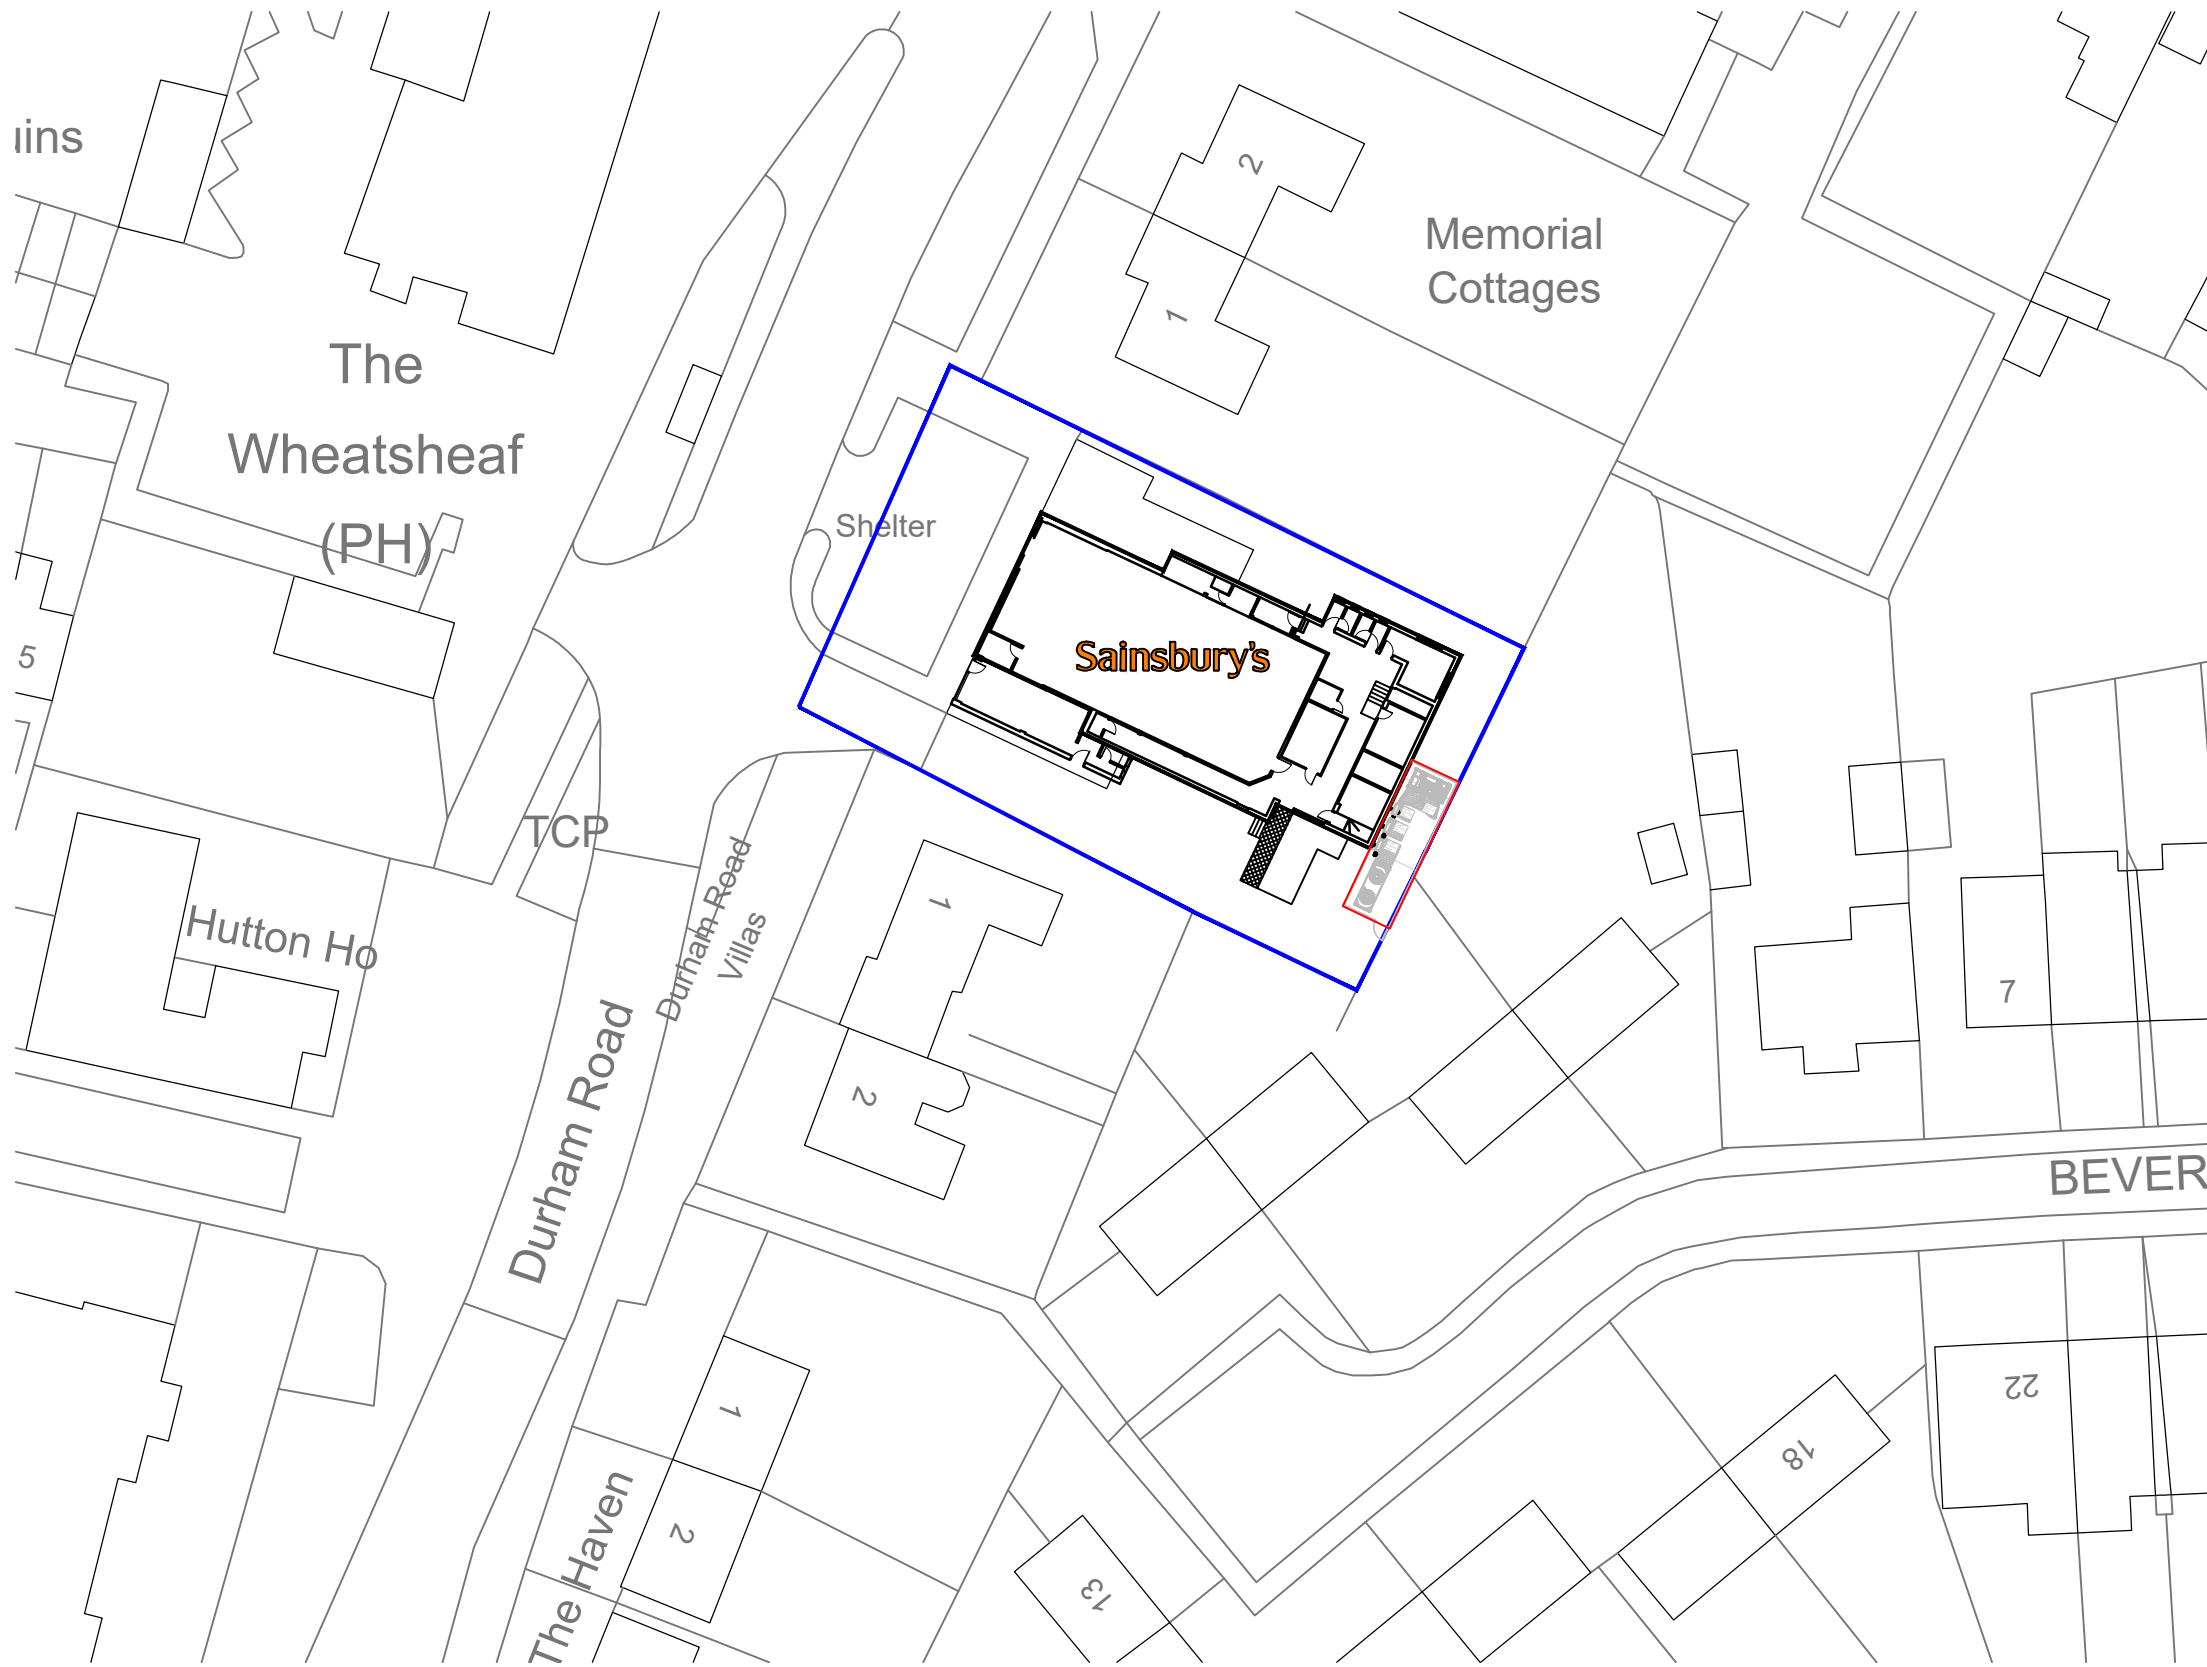 2
Memorial
Cottages
1
The
Wheatsheaf
(PH)
Shelter
Sainsbury's
5
TCP
Durham Road
Villas
1
Hutton Ho
2
Durham Road
7
BEVER
1
2
The Haven
22
18
13